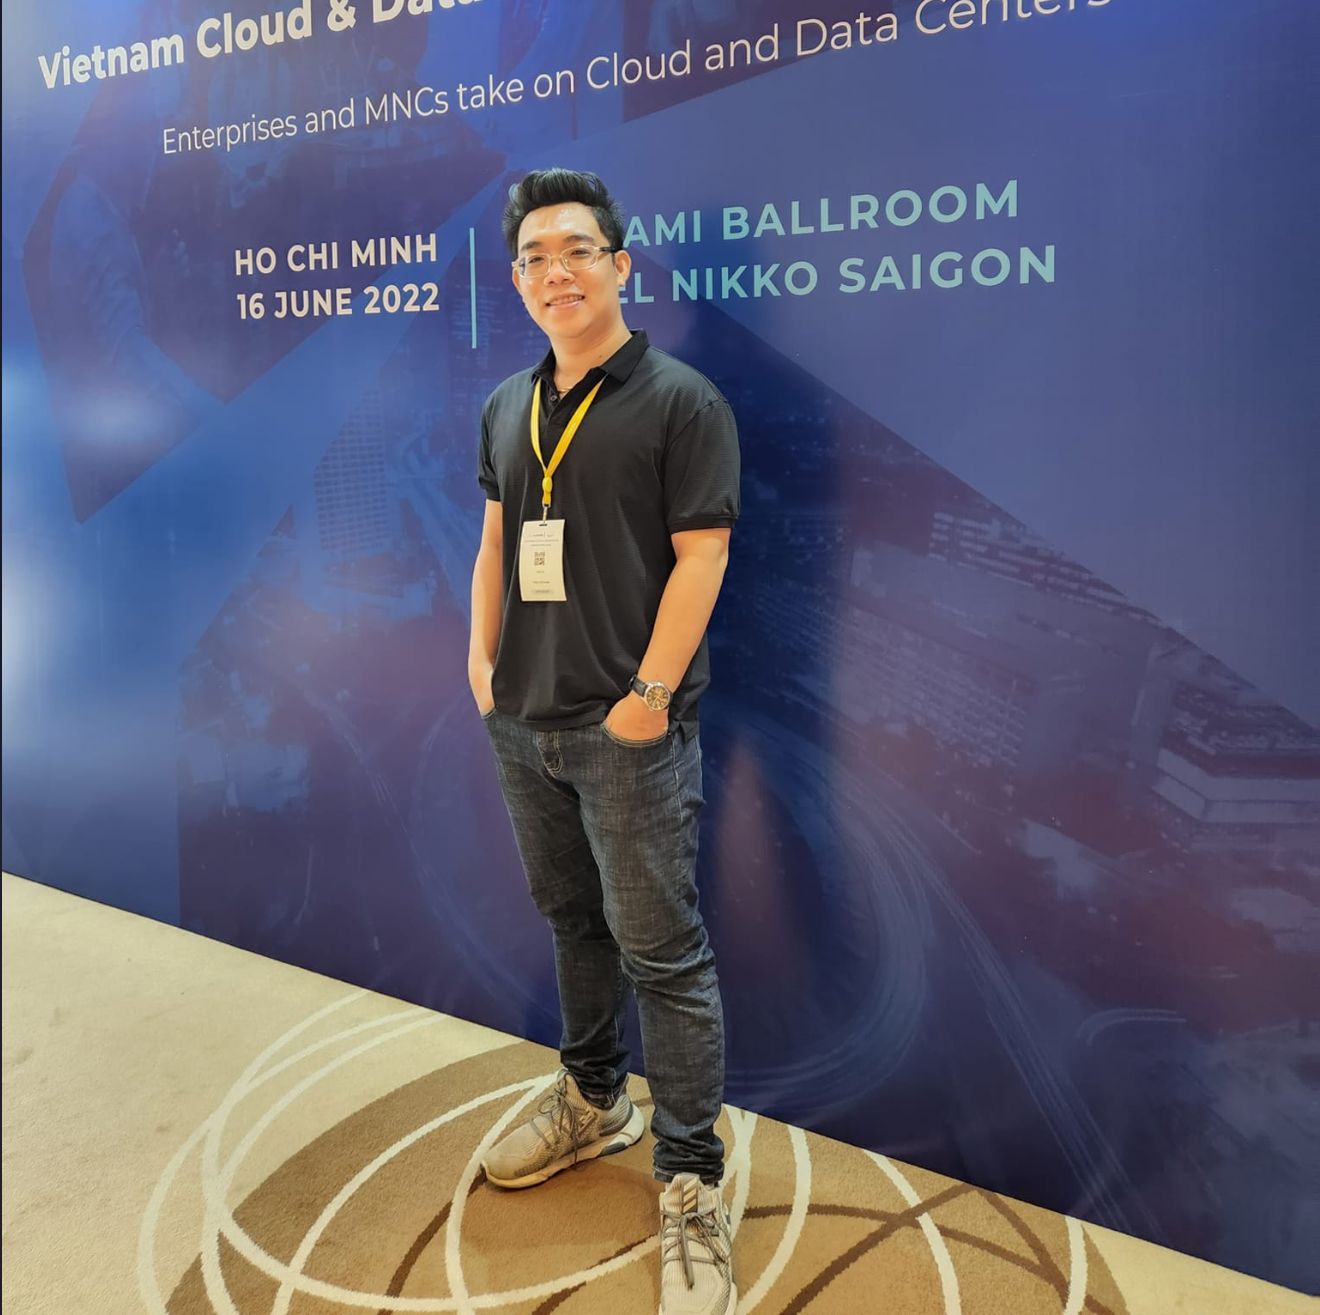 Vietnam Cloud & Data
Enterprises and MNCs take on Cloud and Data Centers
HO CHI MINH
16 JUNE 2022
AMI BALLROOM
EL NIKKO SAIGON